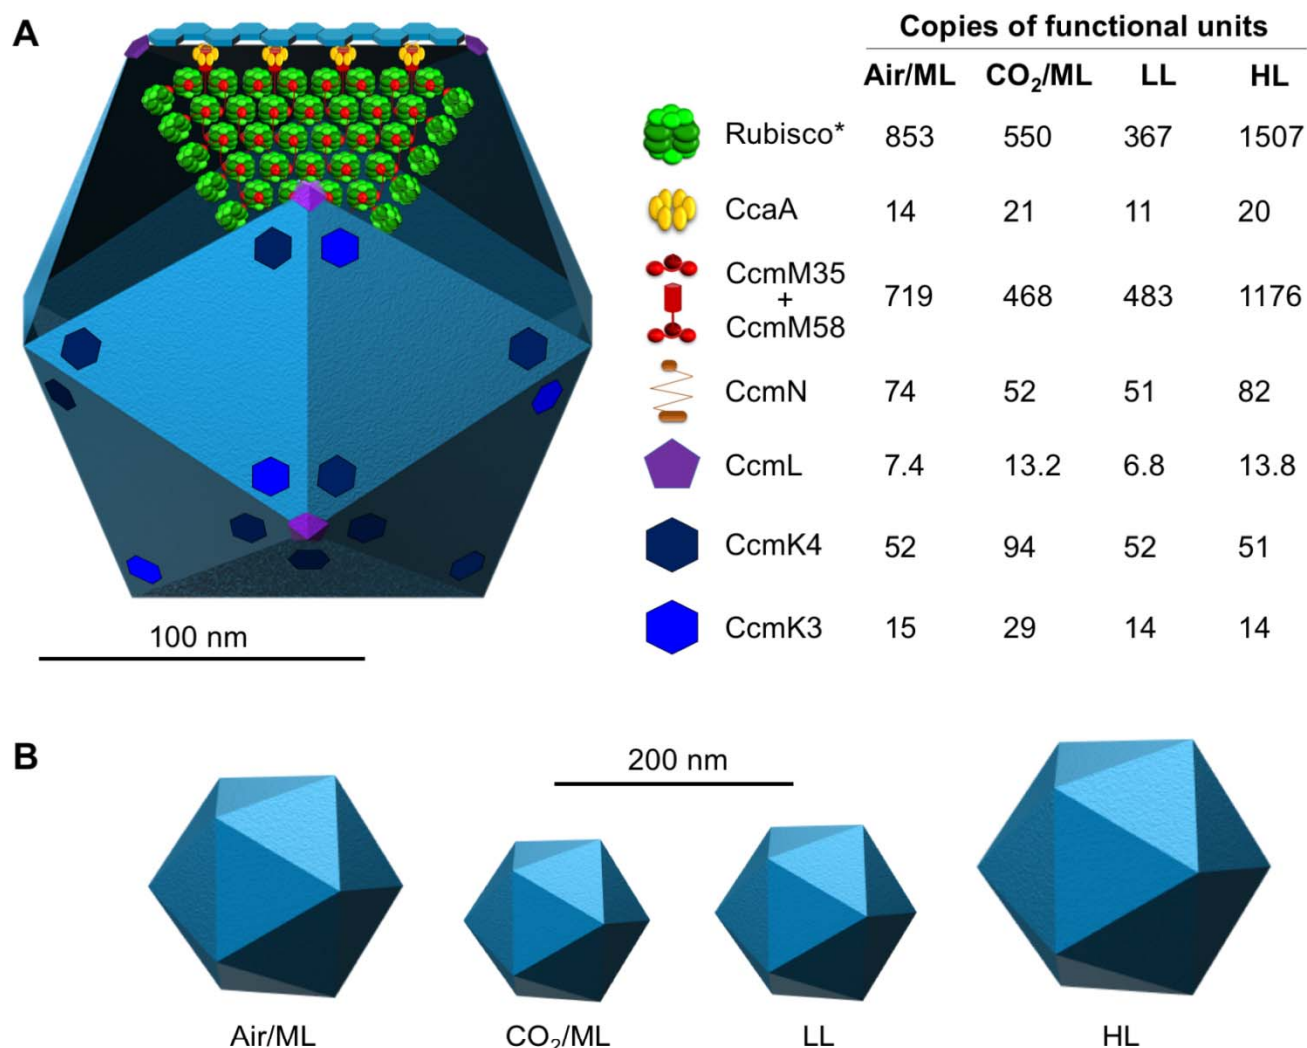 A
Copies of functional units
Air/ML CO₂/ML LL HL
Rubisco* 853 550 367 1507
CcaA 14 21 11 20
CcmM35
+
CcmM58
719 468 483 1176
CcmN 74 52 51 82
CcmL 7.4 13.2 6.8 13.8
CcmK4 52 94 52 51
CcmK3 15 29 14 14
100 nm
B
200 nm
Air/ML CO₂/ML LL HL